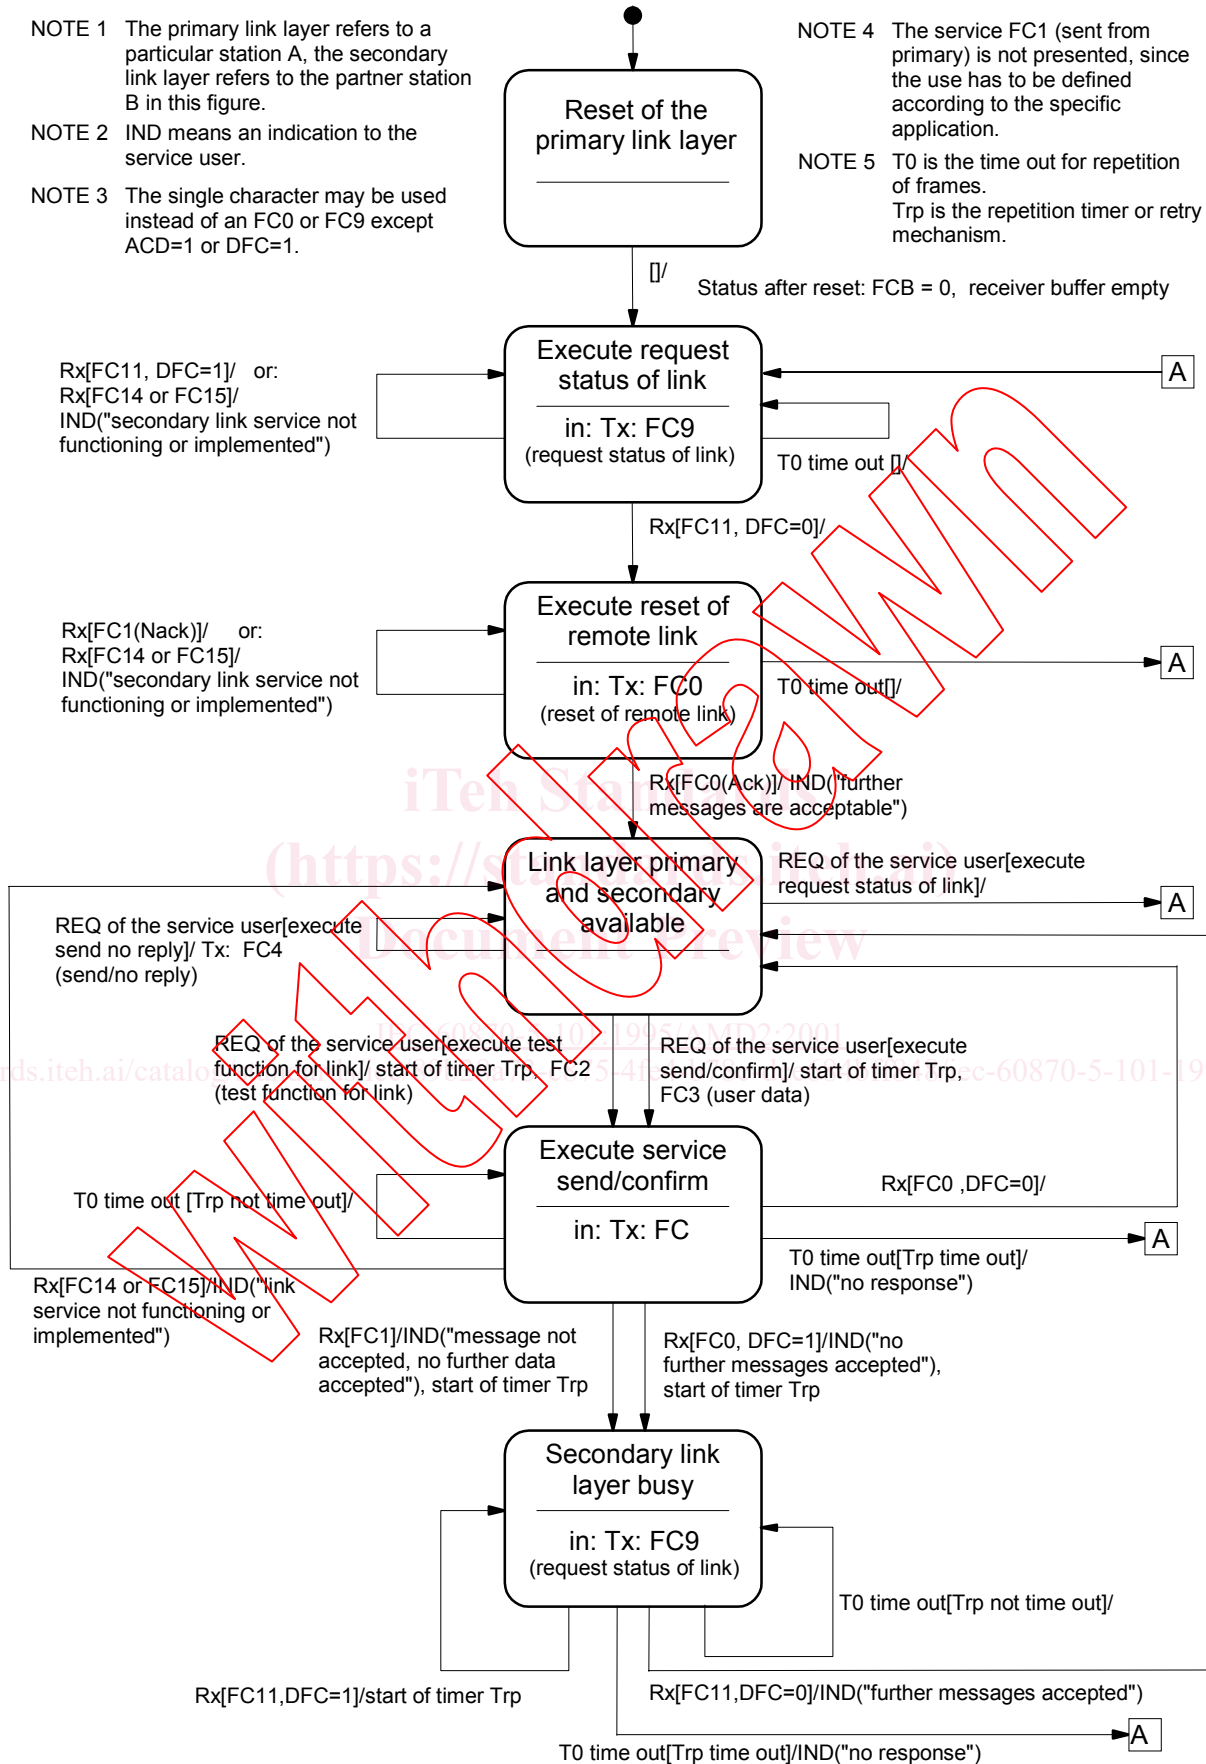 NOTE 1 The primary link layer refers to a
particular station A, the secondary
link layer refers to the partner station
B in this figure.
NOTE 2 IND means an indication to the
service user.
NOTE 3 The single character may be used
instead of an FC0 or FC9 except
ACD=1 or DFC=1.
NOTE 4 The service FC1 (sent from
primary) is not presented, since
the use has to be defined
according to the specific
application.
NOTE 5 T0 is the time out for repetition
of frames.
Trp is the repetition timer or retry
mechanism.
Reset of the
primary link layer
[]/
Status after reset: FCB = 0, receiver buffer empty
Rx[FC11, DFC=1]/ or:
Rx[FC14 or FC15]/
IND("secondary link service not
functioning or implemented")
Execute request
status of link
in: Tx: FC9
(request status of link)
A
T0 time out []/
Rx[FC11, DFC=0]/
Rx[FC1(Nack)]/ or:
Rx[FC14 or FC15]/
IND("secondary link service not
functioning or implemented")
Execute reset of
remote link
in: Tx: FC0
(reset of remote link)
A
T0 time out[]/
Rx[FC0(Ack)]/ IND("further
messages are acceptable")
iTeh Standards
(https://standards.iteh.ai)
Document Preview
withdrawn
Link layer primary
and secondary
available
REQ of the service user[execute
request status of link]/
A
REQ of the service user[execute
send no reply]/ Tx: FC4
(send/no reply)
IEC 60870-5-101:1995/AMD2:2001
REQ of the service user[execute test
function for link]/ start of timer Trp, FC2
(test function for link)
REQ of the service user[execute
send/confirm]/ start of timer Trp,
FC3 (user data)
rds.iteh.ai/catalog
ec-60870-5-101-19
Execute service
send/confirm
in: Tx: FC
T0 time out [Trp not time out]/
Rx[FC0 ,DFC=0]/
A
T0 time out[Trp time out]/
IND("no response")
Rx[FC14 or FC15]/IND("link
service not functioning or
implemented")
Rx[FC1]/IND("message not
accepted, no further data
accepted"), start of timer Trp
Rx[FC0, DFC=1]/IND("no
further messages accepted"),
start of timer Trp
Secondary link
layer busy
in: Tx: FC9
(request status of link)
T0 time out[Trp not time out]/
Rx[FC11,DFC=1]/start of timer Trp
Rx[FC11,DFC=0]/IND("further messages accepted")
A
T0 time out[Trp time out]/IND("no response")